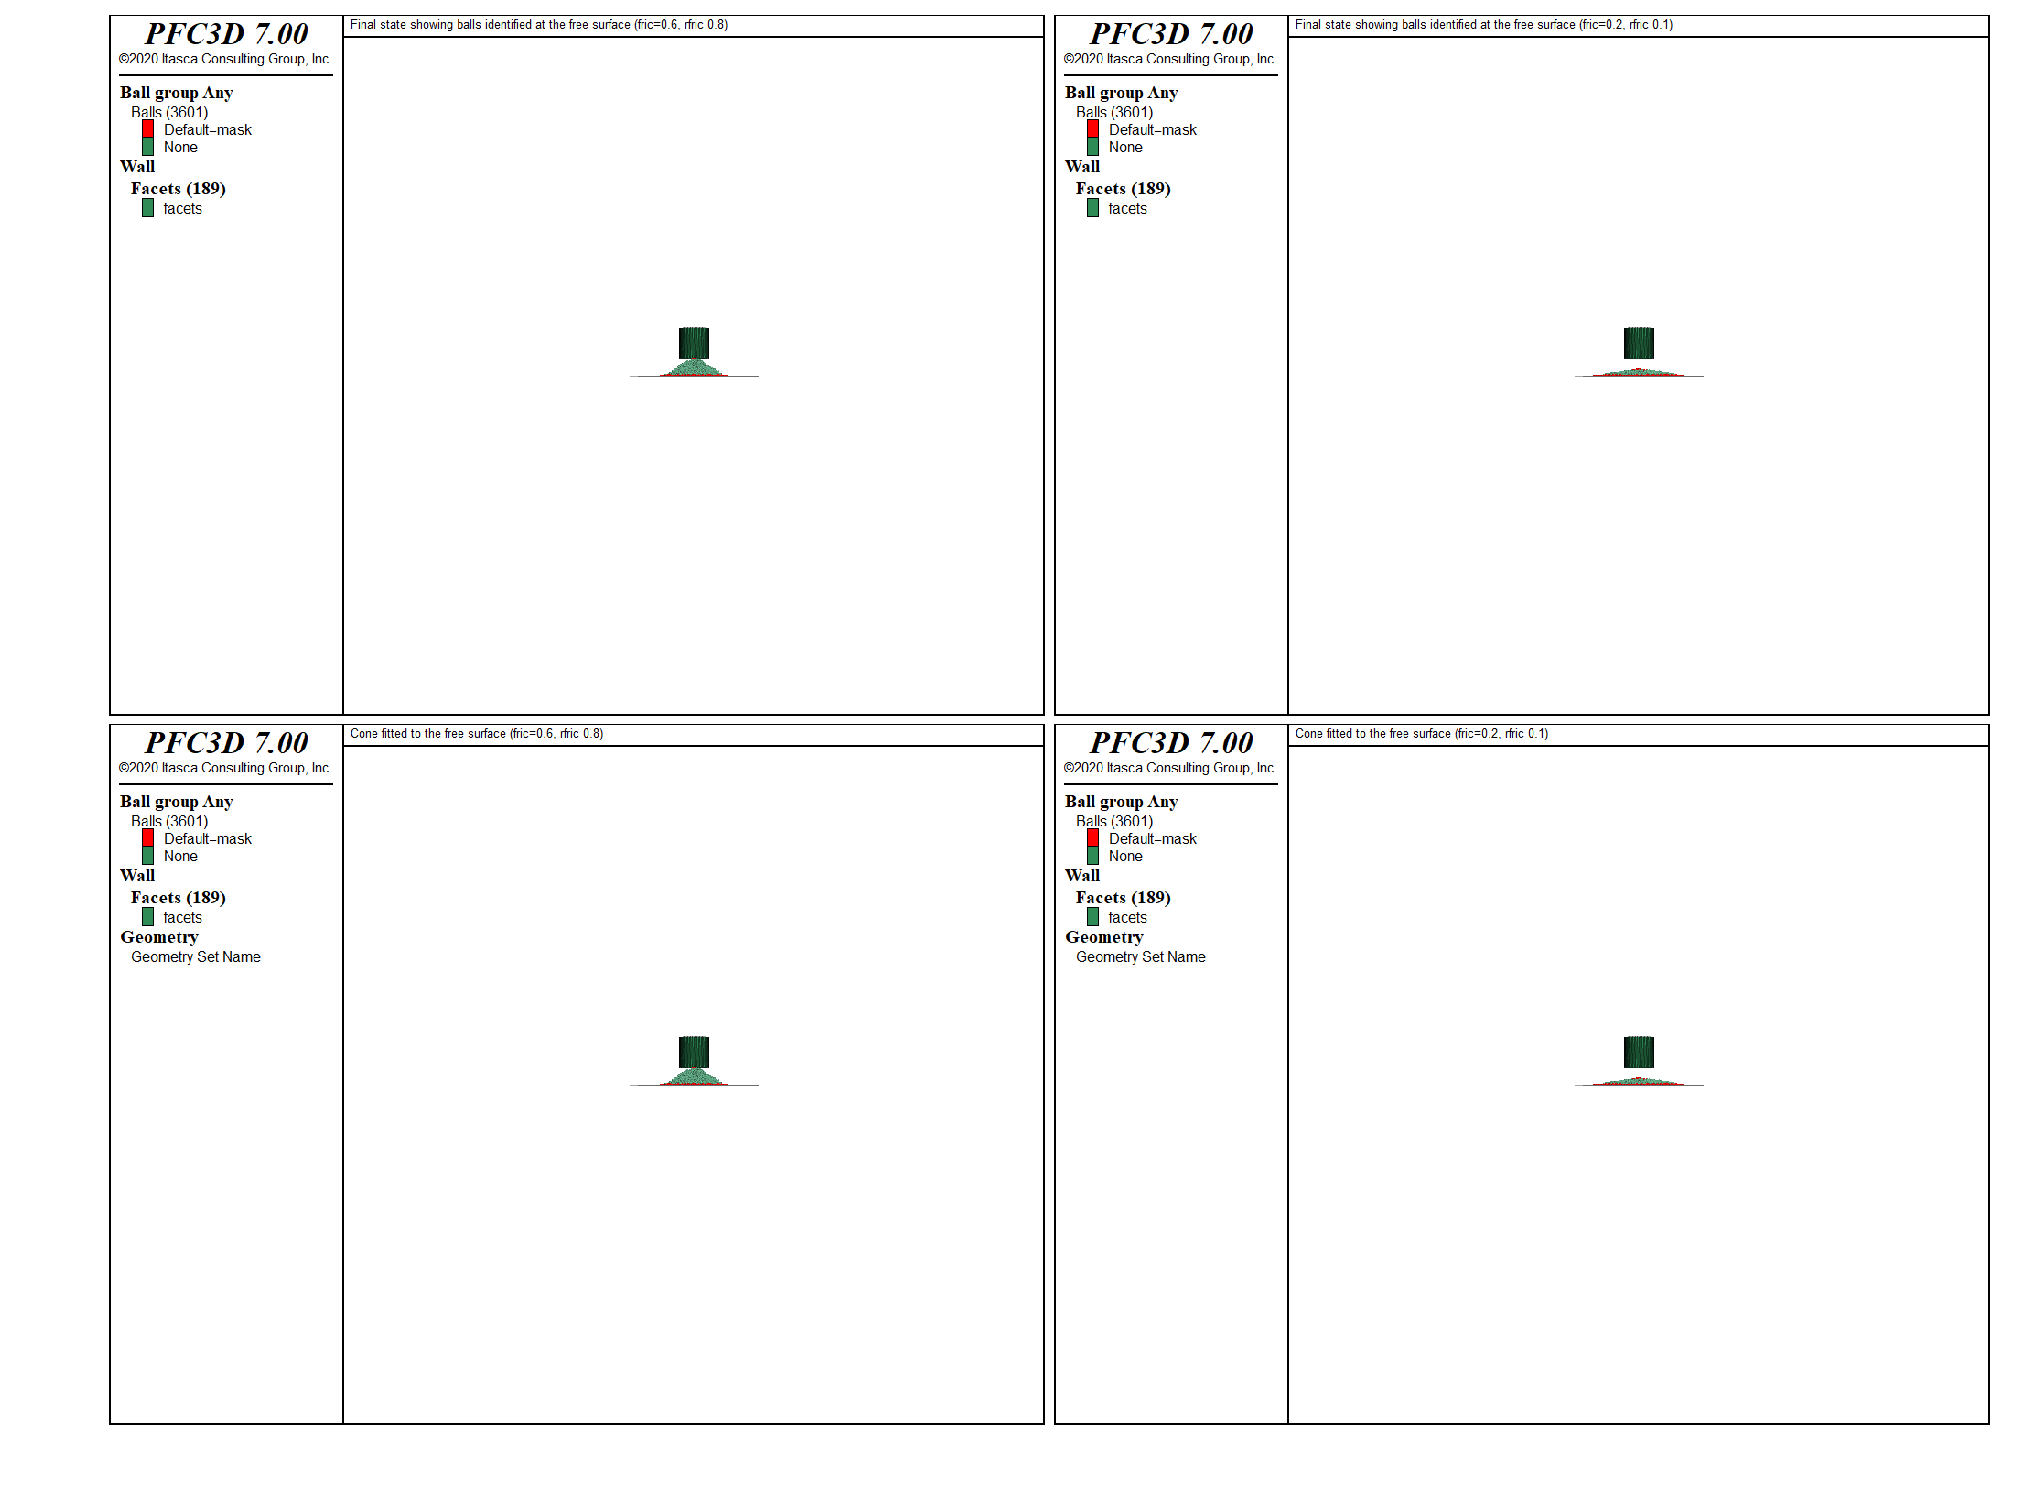 PFC3D 7.00
©2020 Itasca Consulting Group, Inc.
Ball group Any
Balls (3601)
Default-mask
None
Wall
Facets (189)
facets
Final state showing balls identified at the free surface (fric=0.6, rfric 0.8)
PFC3D 7.00
©2020 Itasca Consulting Group, Inc.
Ball group Any
Balls (3601)
Default-mask
None
Wall
Facets (189)
facets
Final state showing balls identified at the free surface (fric=0.2, rfric 0.1)
PFC3D 7.00
©2020 Itasca Consulting Group, Inc.
Ball group Any
Balls (3601)
Default-mask
None
Wall
Facets (189)
facets
Geometry
Geometry Set Name
Cone fitted to the free surface (fric=0.6, rfric 0.8)
PFC3D 7.00
©2020 Itasca Consulting Group, Inc.
Ball group Any
Balls (3601)
Default-mask
None
Wall
Facets (189)
facets
Geometry
Geometry Set Name
Cone fitted to the free surface (fric=0.2, rfric 0.1)